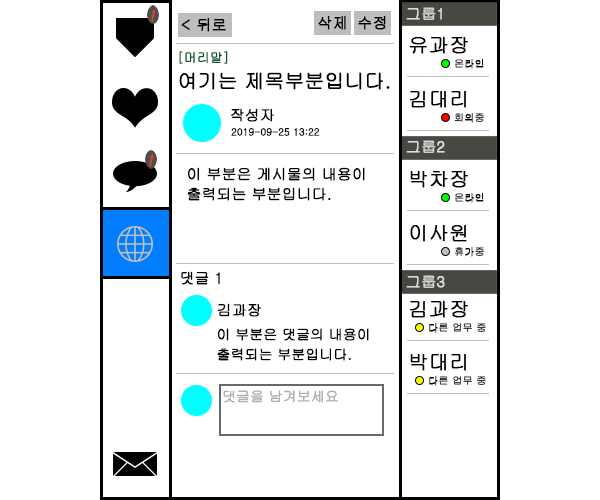 < 뒤로
삭제 수정
[머리말]
여기는 제목부분입니다.
작성자
2019-09-25 13:22
이 부분은 게시물의 내용이
출력되는 부분입니다.
댓글 1
김과장
이 부분은 댓글의 내용이
출력되는 부분입니다.
댓글을 남겨보세요
그룹1
유과장
온라인
김대리
회의중
그룹2
박차장
온라인
이사원
휴가중
그룹3
김과장
다른 업무 중
박대리
다른 업무 중